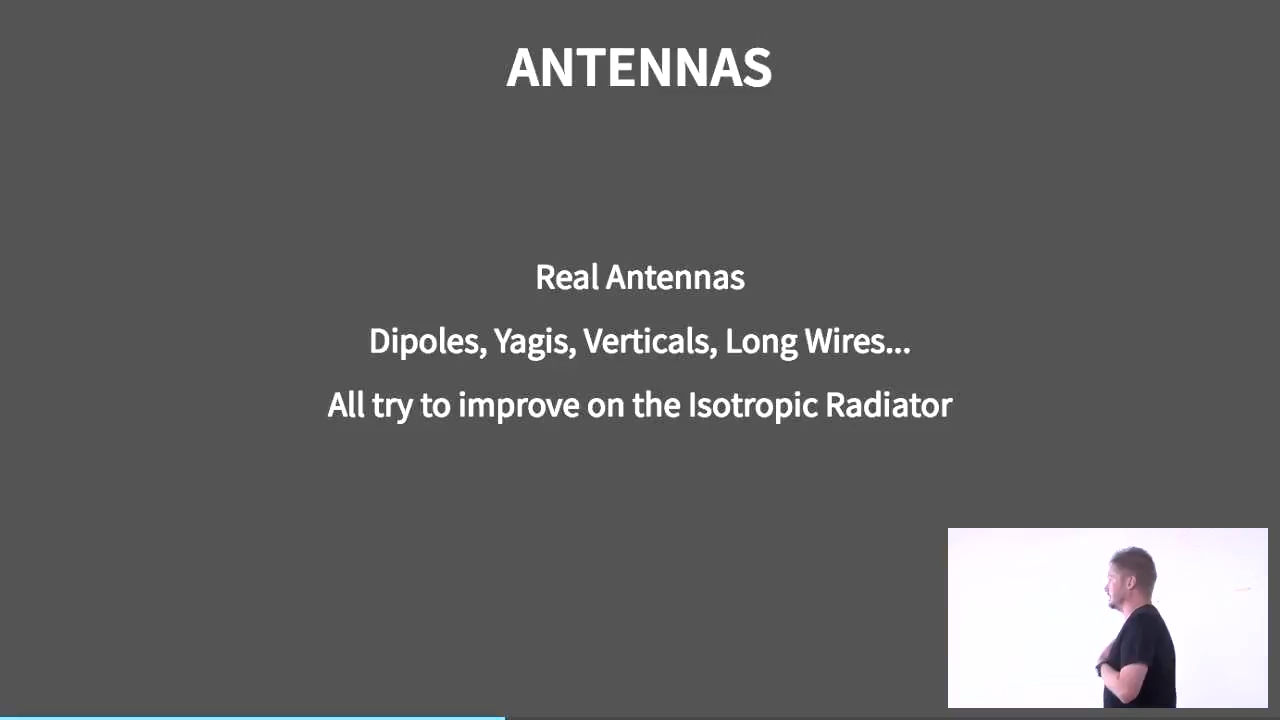 ANTENNAS
Real Antennas
Dipoles, Yagis, Verticals, Long Wires...
All try to improve on the Isotropic Radiator